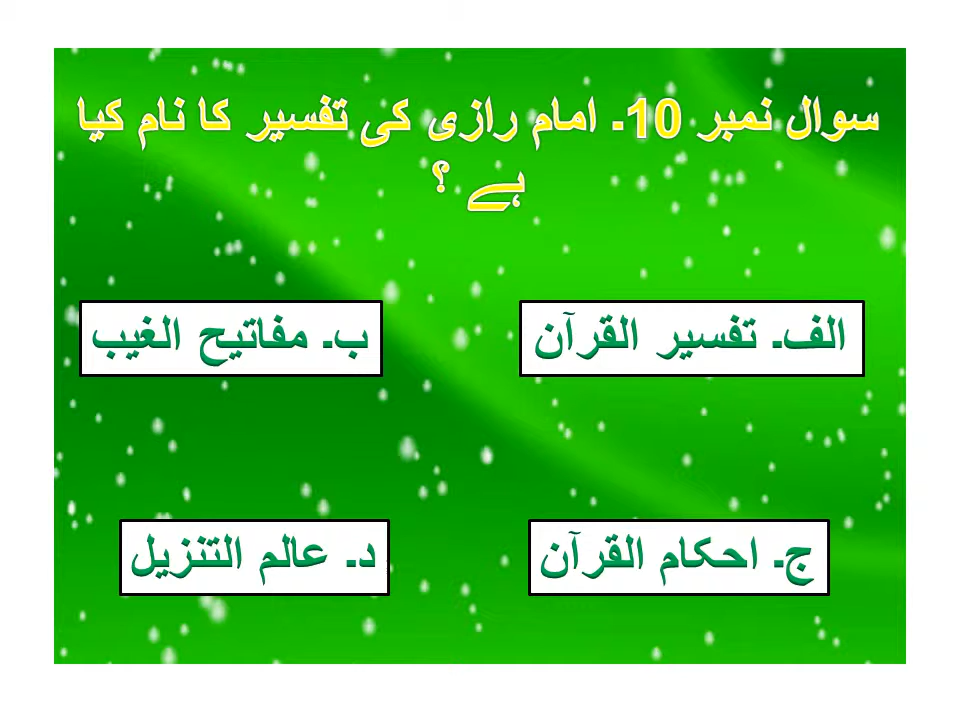 سوال نمبر 10۔ امام رازی کی تفسیر کا نام کیا
ہے ؟
الف۔ تفسیر القرآن
ب۔ مفاتیح الغیب
ج۔ احکام القرآن
د۔ عالم التنزیل